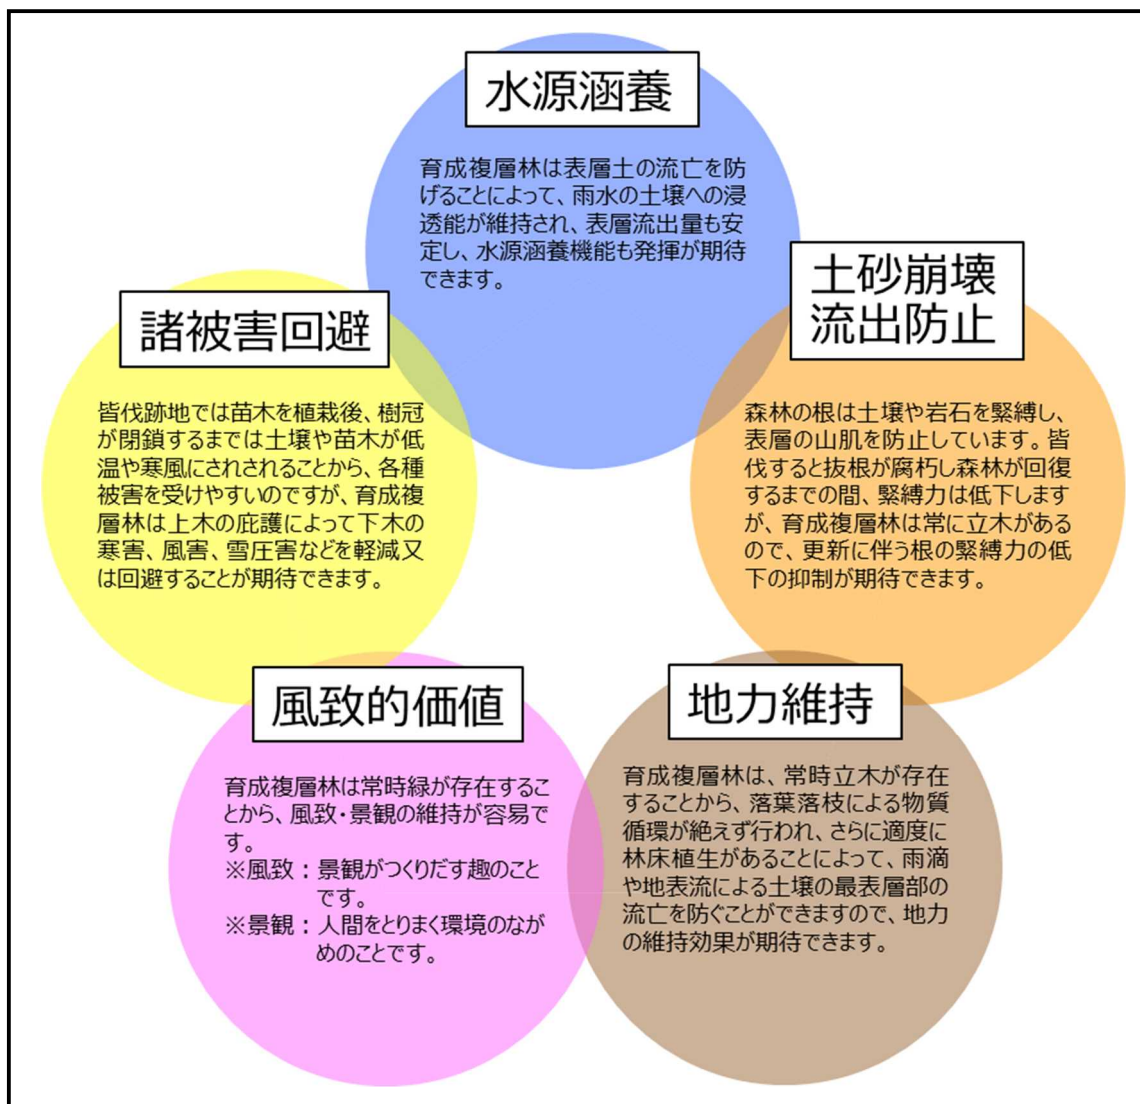 水源涵養
育成複層林は表層土の流亡を防
げることによって、雨水の土壌への浸
透能が維持され、表層流出量も安
定し、水源涵養機能も発揮が期待
できます。
土砂崩壊
流出防止
森林の根は土壌や岩石を緊縛し、
表層の山肌を防止しています。皆
伐すると抜根が腐朽し森林が回復
するまでの間、緊縛力は低下します
が、育成複層林は常に立木がある
ので、更新に伴う根の緊縛力の低
下の抑制が期待できます。
諸被害回避
皆伐跡地では苗木を植栽後、樹冠
が閉鎖するまでは土壌や苗木が低
温や寒風にされされることから、各種
被害を受けやすいのですが、育成複
層林は上木の庇護によって下木の
寒害、風害、雪圧害などを軽減又
は回避することが期待できます。
風致的価値
育成複層林は常時緑が存在するこ
とから、風致・景観の維持が容易で
す。
※風致：景観がつくりだす趣のこと
です。
※景観：人間をとりまく環境のなが
めのことです。
地力維持
育成複層林は、常時立木が存在
することから、落葉落枝による物質
循環が絶えず行われ、さらに適度に
林床植生があることによって、雨滴
や地表流による土壌の最表層部の
流亡を防ぐことができますので、地力
の維持効果が期待できます。